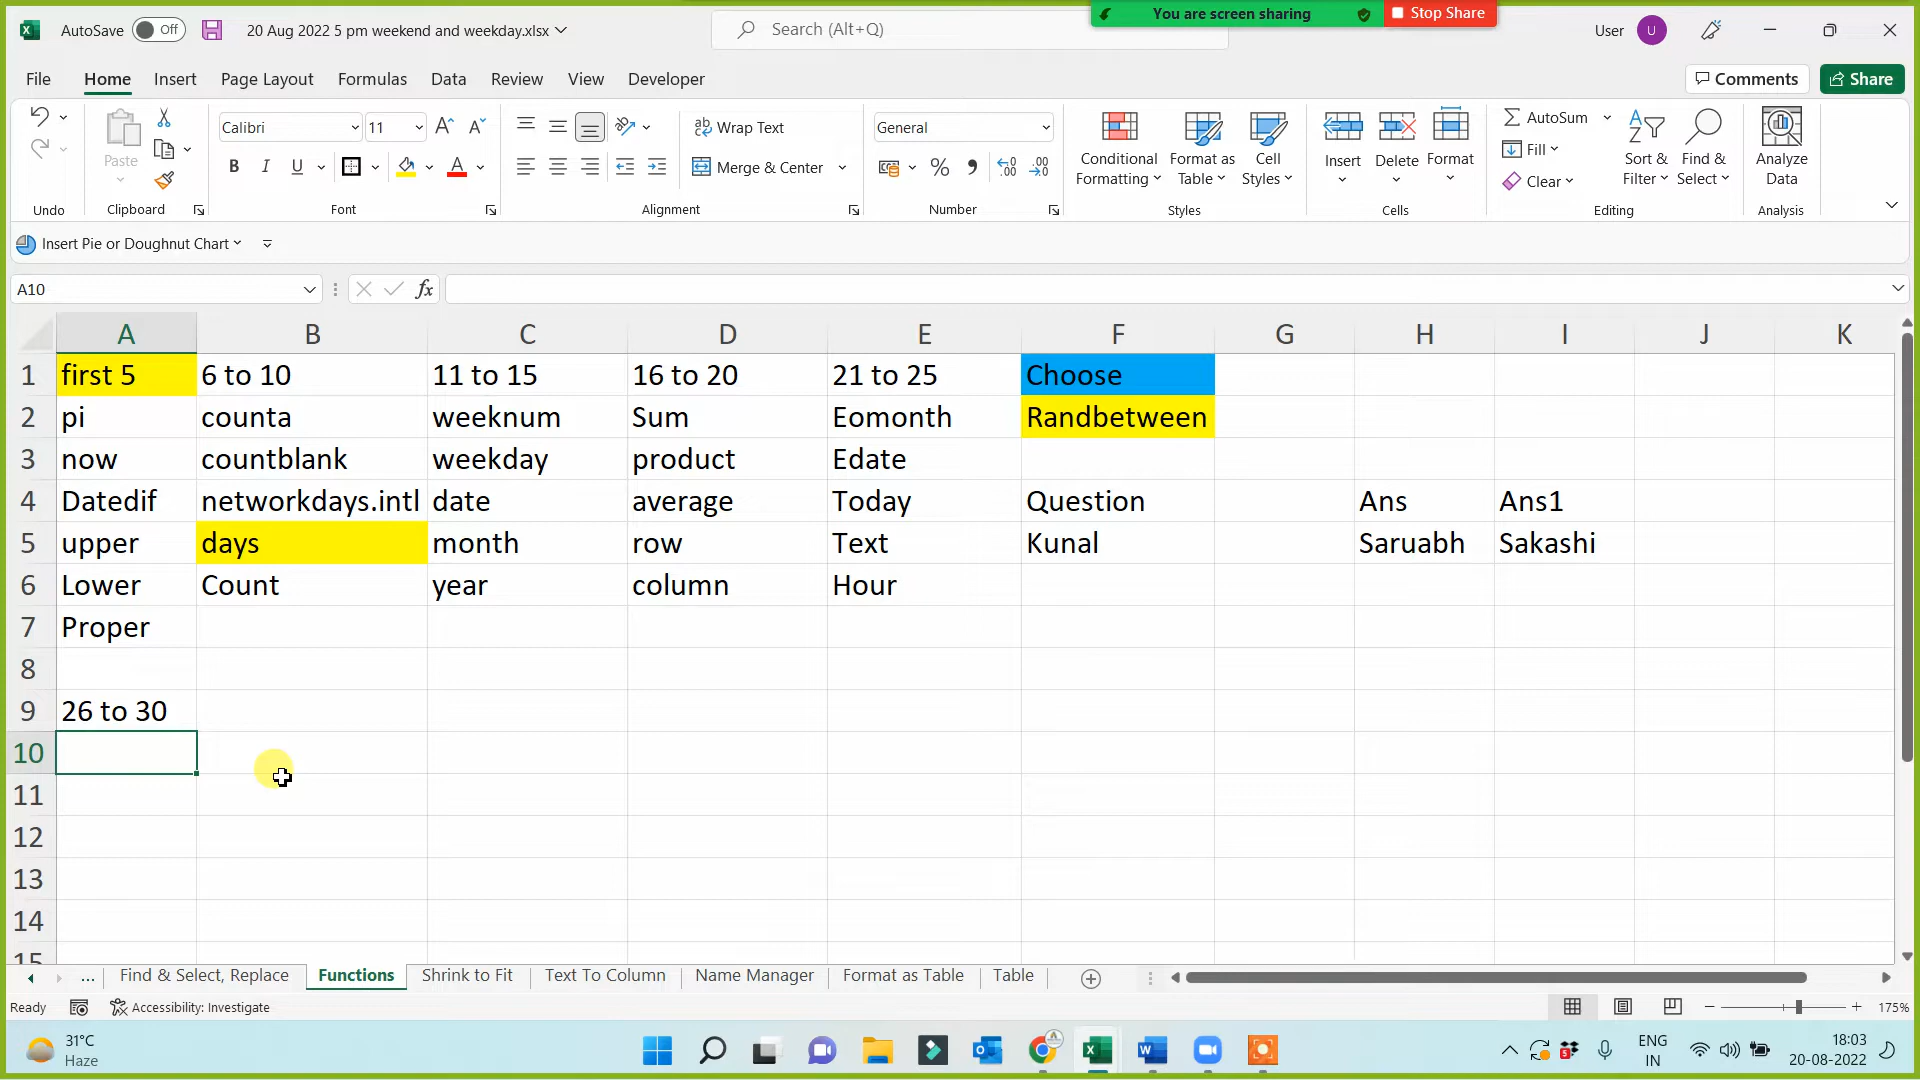 You are screen sharing
Stop Share
AutoSave Off
20 Aug 2022 5 pm weekend and weekday.xlsx
Search (Alt+Q)
User U
File Home Insert Page Layout Formulas Data Review View Developer
Comments Share
Paste
Calibri 11
Wrap Text
Merge & Center
General
Conditional Formatting
Format as Table
Cell Styles
Insert Delete Format
AutoSum
Fill
Clear
Sort & Filter
Find & Select
Analyze Data
Undo Clipboard Font Alignment Number Styles Cells Editing Analysis
Insert Pie or Doughnut Chart
A10 fx
A B C D E F G H I J K
1 first 5 6 to 10 11 to 15 16 to 20 21 to 25 Choose
2 pi counta weeknum Sum Eomonth Randbetween
3 now countblank weekday product Edate
4 Datedif networkdays.intl date average Today Question Ans Ans1
5 upper days month row Text Kunal Saruabh Sakashi
6 Lower Count year column Hour
7 Proper
8
9 26 to 30
10
11
12
13
14
15
... Find & Select, Replace Functions Shrink to Fit Text To Column Name Manager Format as Table Table
Ready Accessibility: Investigate 175%
31°C
Haze
ENG
IN
18:03
20-08-2022